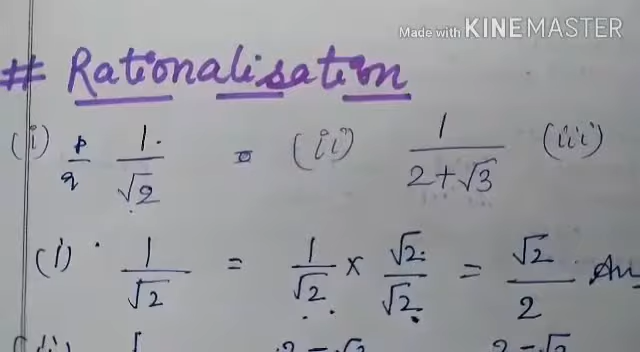 Made with KINEMASTER
# Rationalisation
(i) p/q 1/√2 = (ii) 1/(2+√3) (iii)
(i) 1/√2 = 1/√2 × √2/√2 = √2/2 Ans